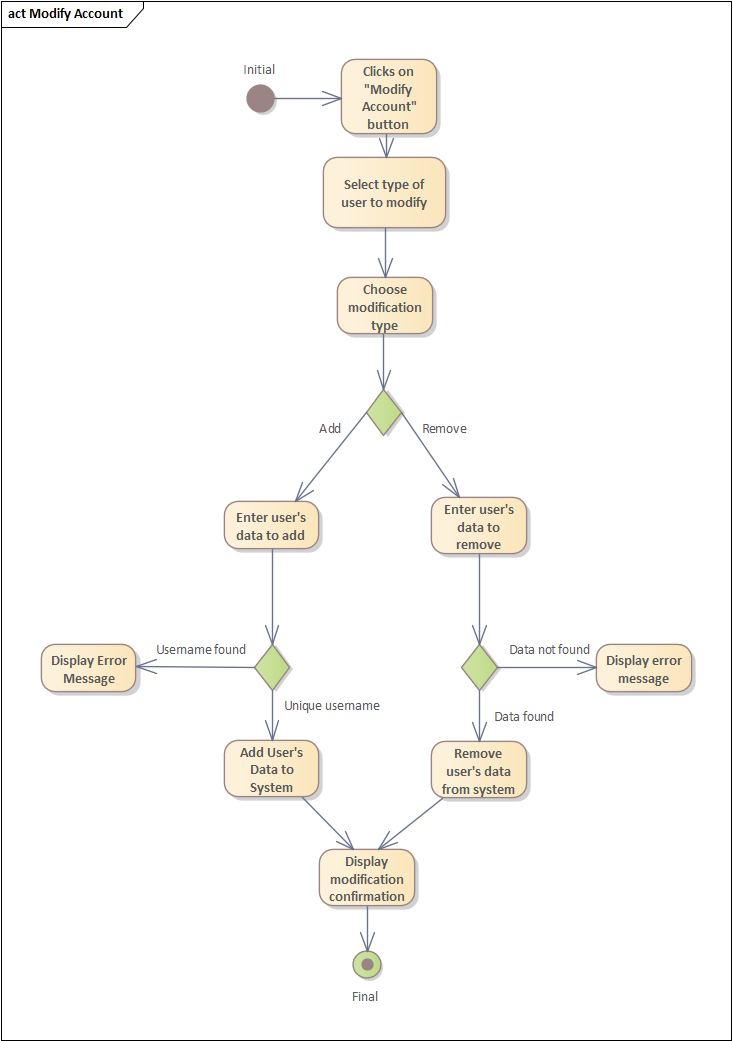 act Modify Account
Initial
Clicks on
"Modify
Account"
button
Select type of
user to modify
Choose
modification
type
Add
Remove
Enter user's
data to add
Enter user's
data to
remove
Username found
Data not found
Display Error
Message
Display error
message
Unique username
Data found
Add User's
Data to
System
Remove
user's data
from system
Display
modification
confirmation
Final